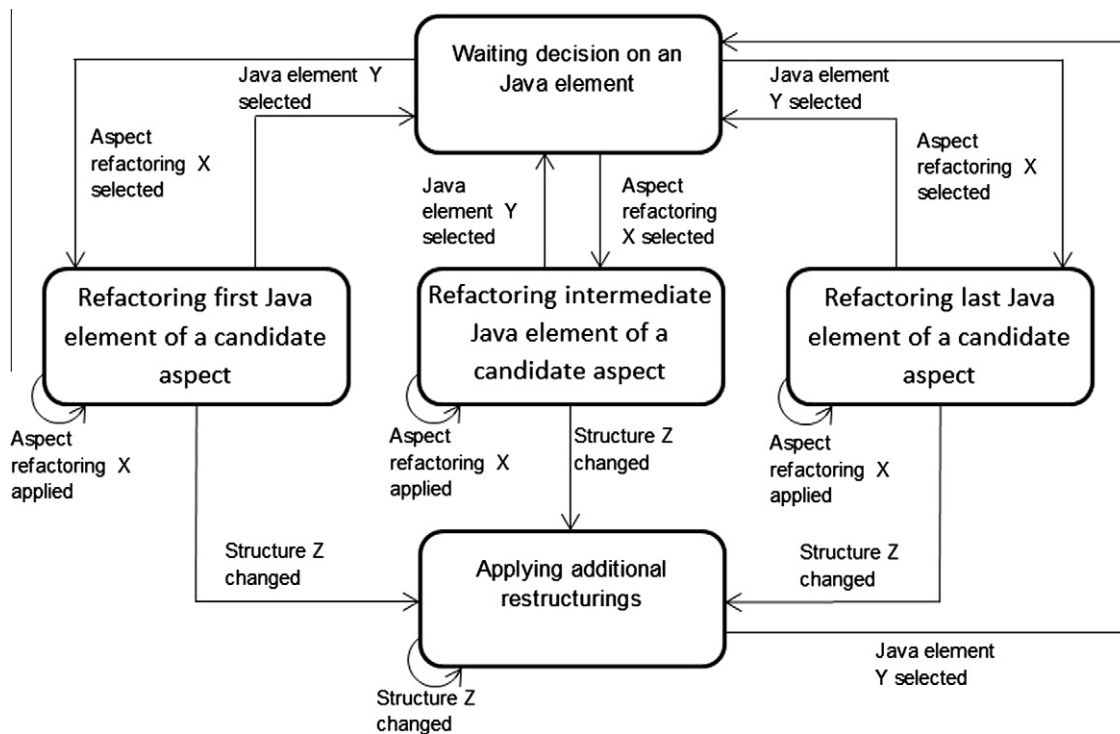 Waiting decision on an
Java element
Java element Y
selected
Java element
Y selected
Aspect
refactoring X
selected
Java
element Y
selected
Aspect
refactoring
X selected
Aspect
refactoring X
selected
Refactoring first Java
element of a candidate
aspect
Refactoring intermediate
Java element of a
candidate aspect
Refactoring last Java
element of a candidate
aspect
Aspect
refactoring X
applied
Aspect
refactoring X
applied
Structure Z
changed
Aspect
refactoring X
applied
Structure Z
changed
Applying additional
restructurings
Structure Z
changed
Java element
Y selected
Structure Z
changed